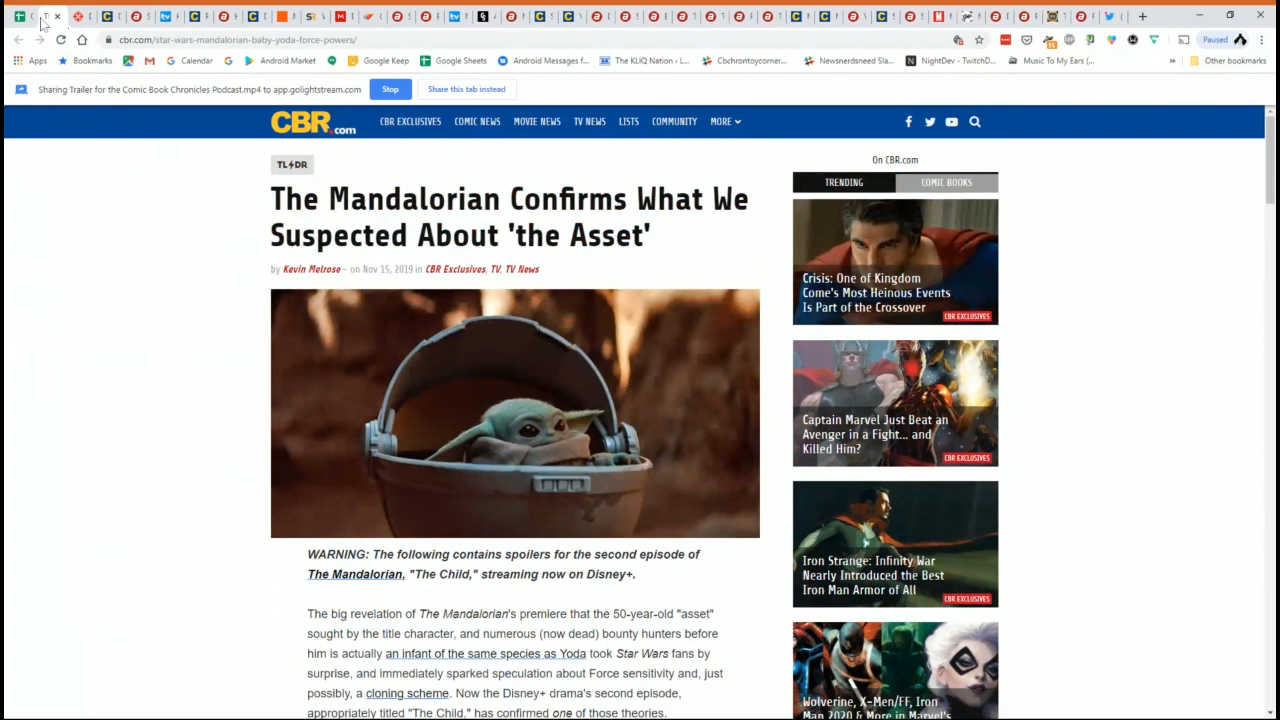 cbr.com/star-wars-mandalorian-baby-yoda-force-powers/
Paused
Apps
Bookmarks
Calendar
Android Market
Google Keep
Google Sheets
Android Messages f...
The KLIQ Nation › L...
Cbchrontoycorner...
Newsnerdsneed Sla...
NightDev - TwitchD...
Music To My Ears (...
»
Other bookmarks
Sharing Trailer for the Comic Book Chronicles Podcast.mp4 to app.golightstream.com
Stop
Share this tab instead
CBR.com
CBR EXCLUSIVES
COMIC NEWS
MOVIE NEWS
TV NEWS
LISTS
COMMUNITY
MORE
TL DR
The Mandalorian Confirms What We
Suspected About 'the Asset'
by Kevin Melrose – on Nov 15, 2019 in CBR Exclusives, TV, TV News
WARNING: The following contains spoilers for the second episode of
The Mandalorian, "The Child," streaming now on Disney+.
The big revelation of The Mandalorian's premiere that the 50-year-old "asset"
sought by the title character, and numerous (now dead) bounty hunters before
him is actually an infant of the same species as Yoda took Star Wars fans by
surprise, and immediately sparked speculation about Force sensitivity and, just
possibly, a cloning scheme. Now the Disney+ drama's second episode,
appropriately titled "The Child," has confirmed one of those theories.
On CBR.com
TRENDING
COMIC BOOKS
Crisis: One of Kingdom
Come's Most Heinous Events
Is Part of the Crossover
CBR EXCLUSIVES
Captain Marvel Just Beat an
Avenger in a Fight... and
Killed Him?
CBR EXCLUSIVES
Iron Strange: Infinity War
Nearly Introduced the Best
Iron Man Armor of All
CBR EXCLUSIVES
Wolverine, X-Men/FF, Iron
Man 2020 & More in Marvel's